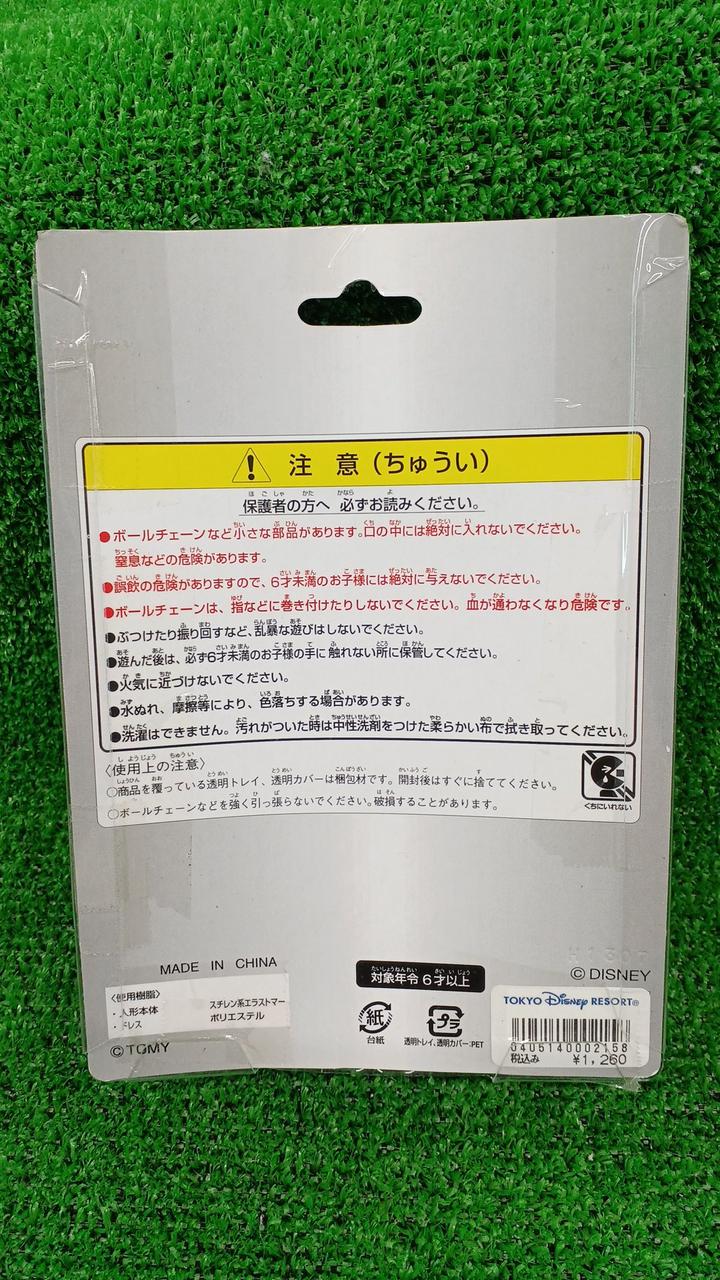 注 意 (ちゅうい)
保護者の方へ 必ずお読みください。
●ボールチェーンなど小さな部品があります。口の中には絶対に入れないでください。
窒息などの危険があります。
●誤飲の危険がありますので、6才未満のお子様には絶対に与えないでください。
●ボールチェーンは、指などに巻き付けたりしないでください。血が通わなくなり危険です。
●ぶつけたり振り回すなど、乱暴な遊びはしないでください。
●遊んだ後は、必ず6才未満のお子様の手に触れない所に保管してください。
●火気に近づけないでください。
●水ぬれ、摩擦等により、色落ちする場合があります。
●洗濯はできません。汚れがついた時は中性洗剤をつけた柔らかい布で拭き取ってください。
〈使用上の注意〉
○商品を覆っている透明トレイ、透明カバーは梱包材です。開封後はすぐに捨ててください。
○ボールチェーンなどを強く引っ張らないでください。破損することがあります。
くちにいれない
MADE IN CHINA
対象年令 6才以上
© DISNEY
〈使用樹脂〉
・人形本体 スチレン系エラストマー
・ドレス ポリエステル
© TOMY
紙
台紙
プラ
透明トレイ、透明カバー:PET
TOKYO Disney RESORT®
0405140002158
税込み ¥1,260